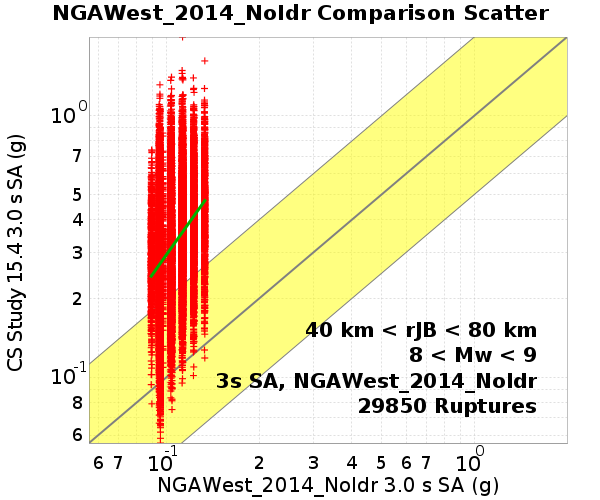 NGAWest_2014_NoIdr Comparison Scatter
CS Study 15.4 3.0 s SA (g)
10^0
7
5
4
3
2
10^-1
8
6
40 km < rJB < 80 km
8 < Mw < 9
3s SA, NGAWest_2014_NoIdr
29850 Ruptures
6 7 10^-1 2 3 4 5 6 7 10^0
NGAWest_2014_NoIdr 3.0 s SA (g)